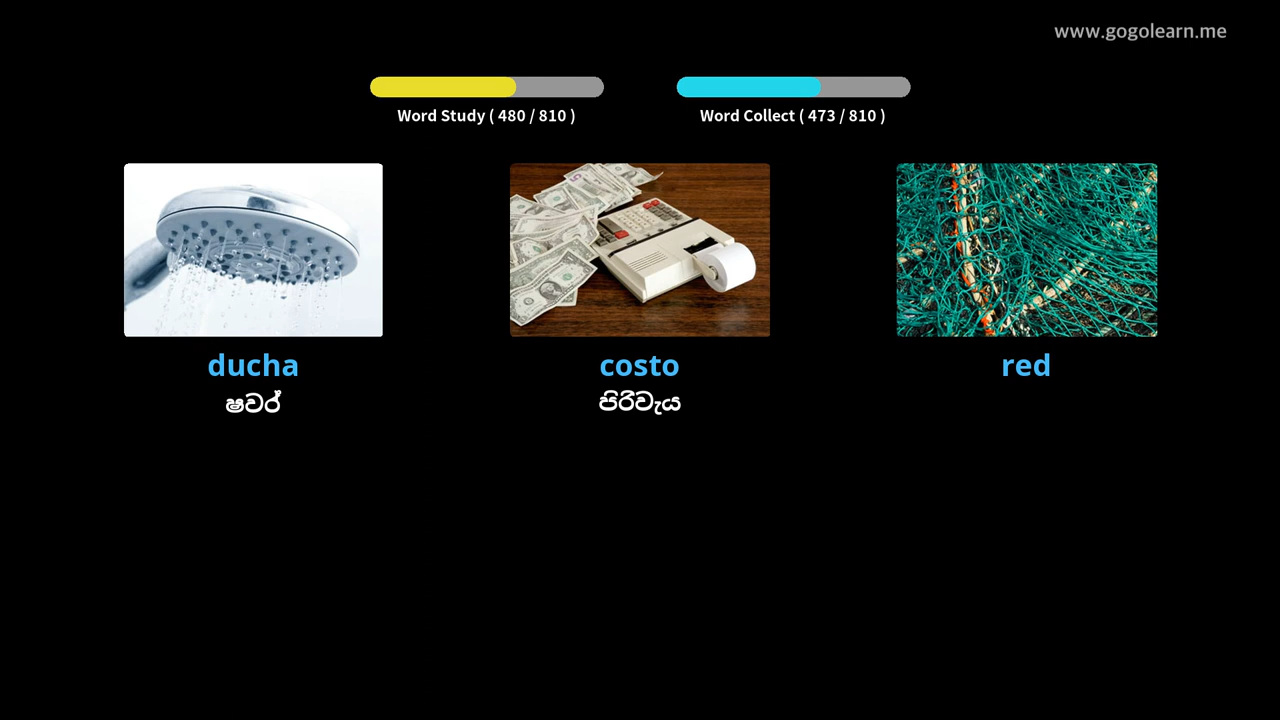 www.gogolearn.me
Word Study ( 480 / 810 )
Word Collect ( 473 / 810 )
ducha
ෂවර්
costo
පිරිවැය
red